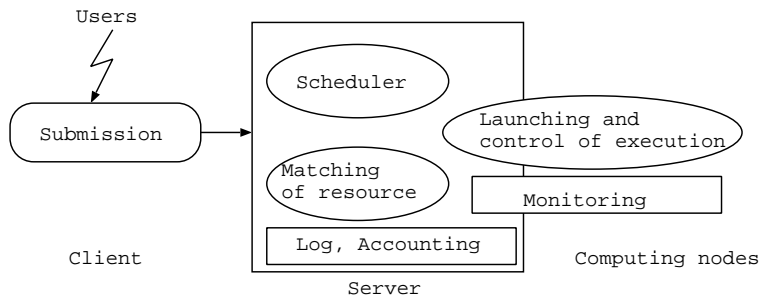 Users
Submission
Scheduler
Launching and
control of execution
Matching
of resource
Monitoring
Log, Accounting
Client
Server
Computing nodes